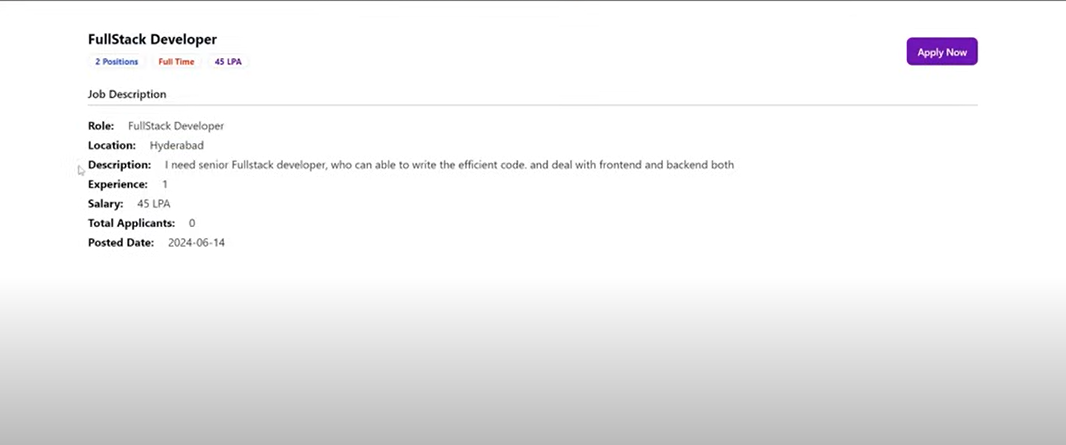 FullStack Developer
2 Positions Full Time 45 LPA
Apply Now
Job Description
Role: FullStack Developer
Location: Hyderabad
Description: I need senior Fullstack developer, who can able to write the efficient code. and deal with frontend and backend both
Experience: 1
Salary: 45 LPA
Total Applicants: 0
Posted Date: 2024-06-14